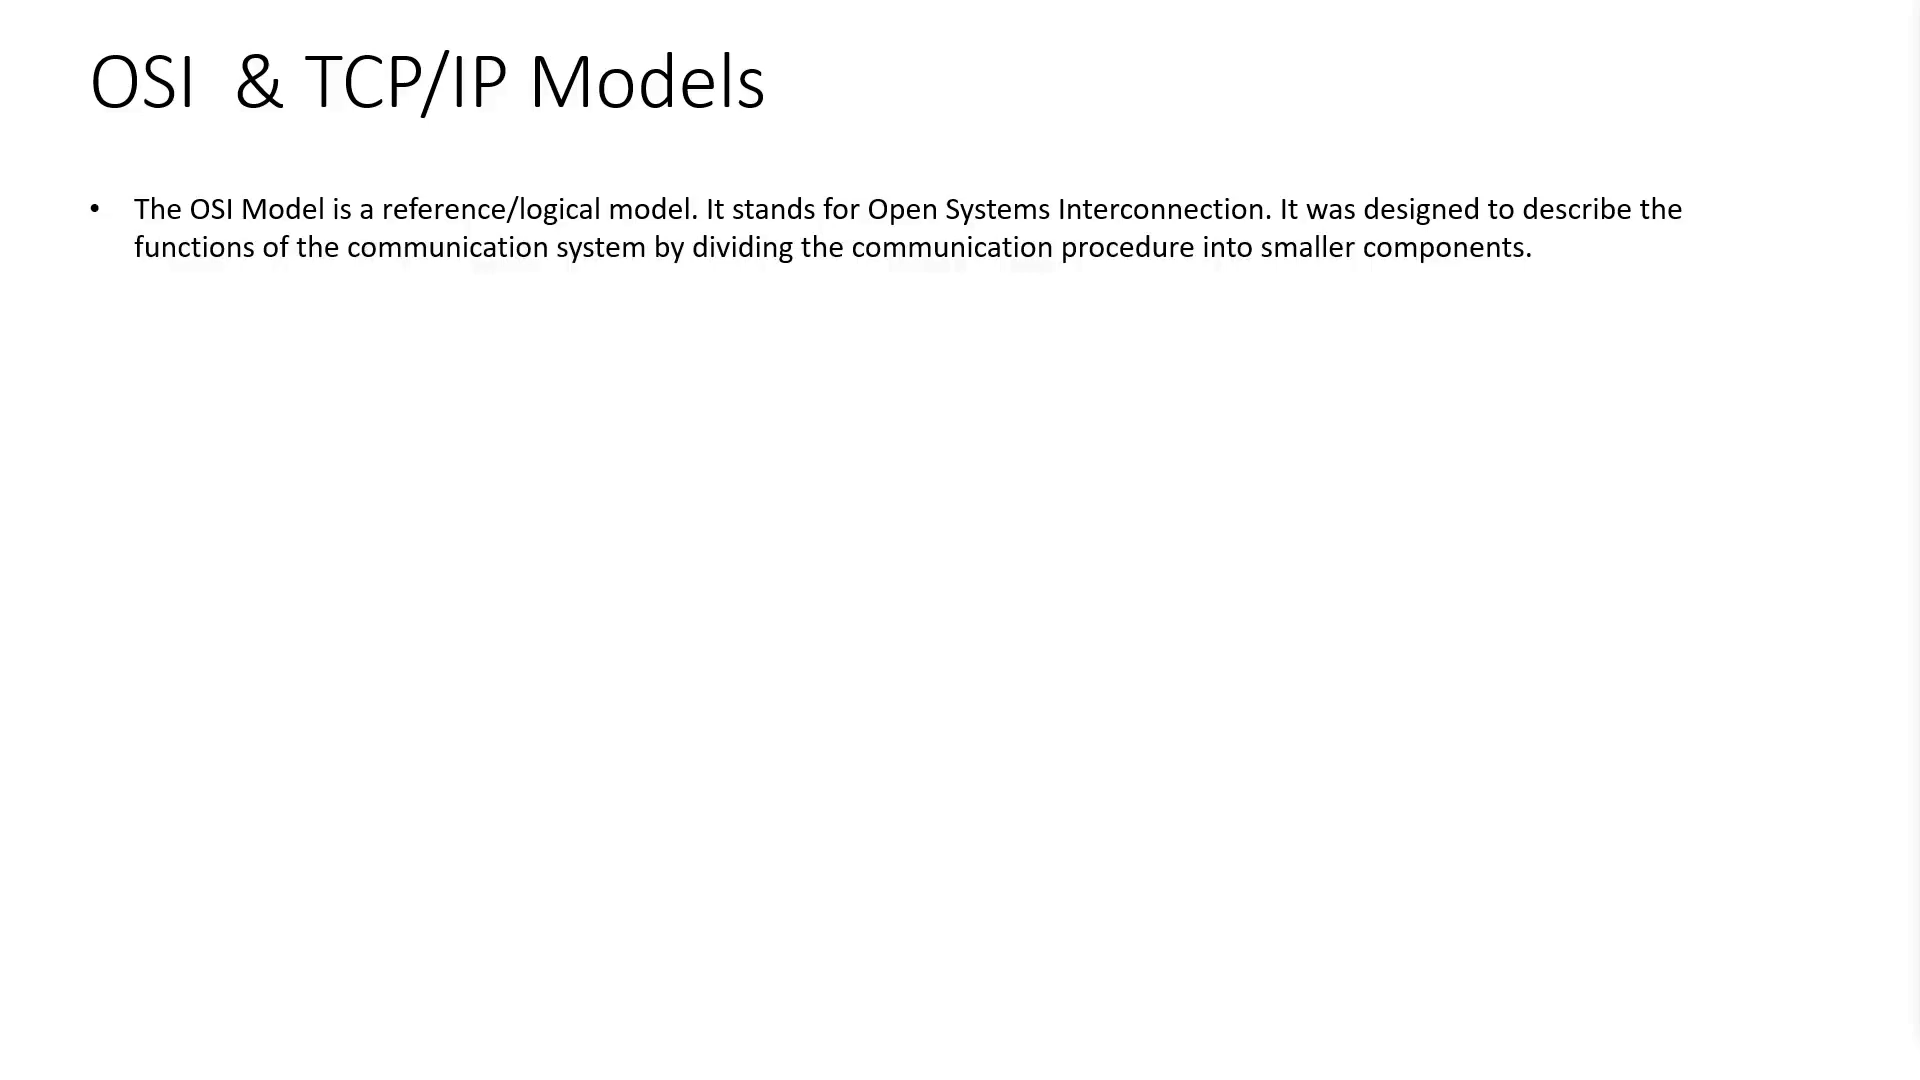 OSI  & TCP/IP Models
• The OSI Model is a reference/logical model. It stands for Open Systems Interconnection. It was designed to describe the
functions of the communication system by dividing the communication procedure into smaller components.